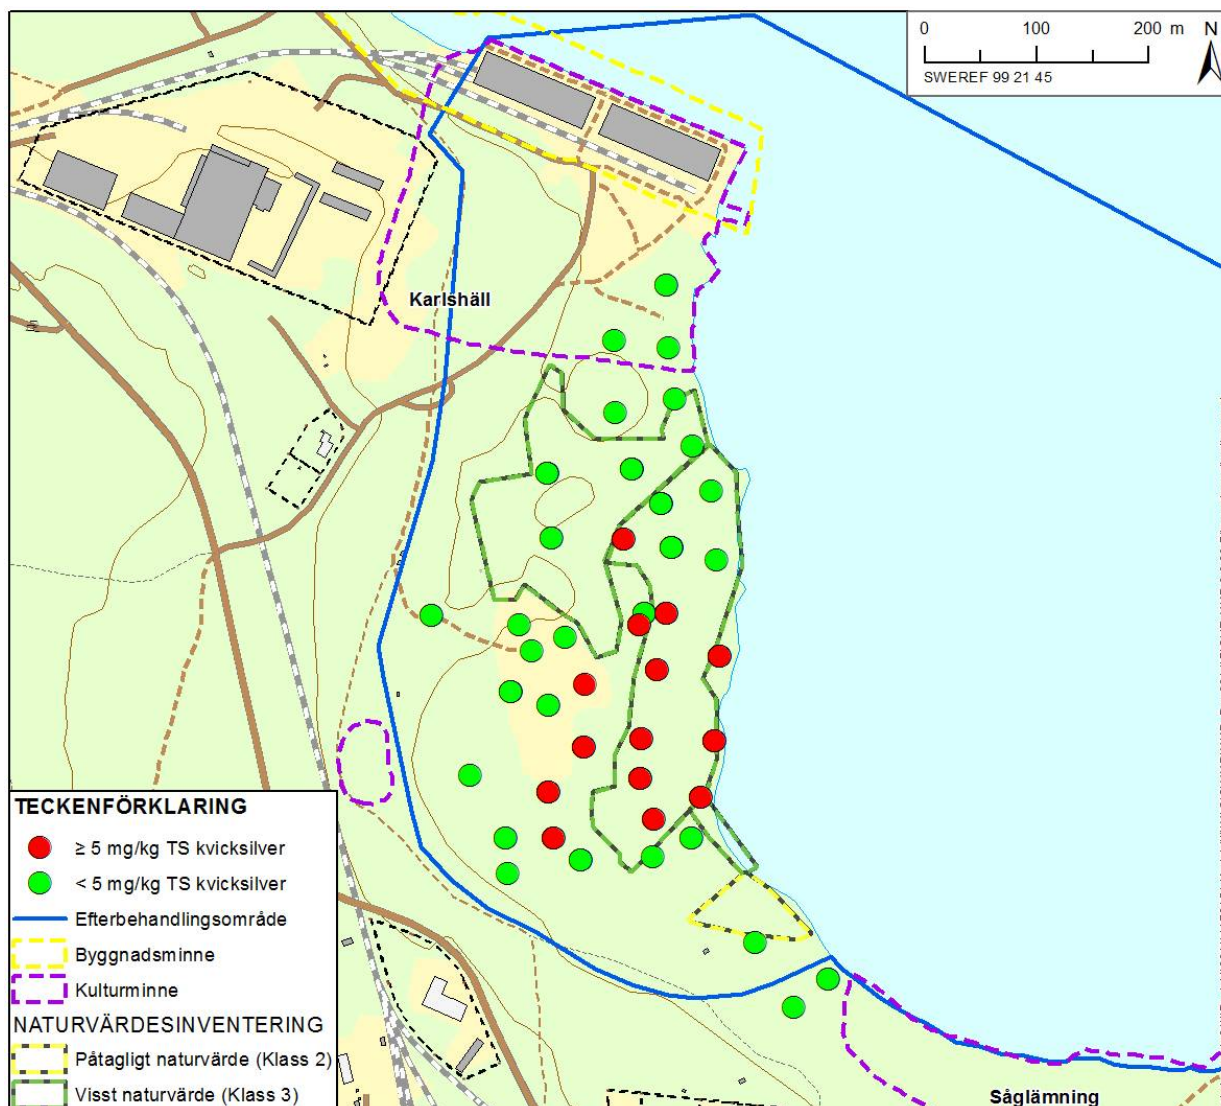 0 100 200 m N
SWEREF 99 21 45
Karlshäll
TECKENFÖRKLARING
≥ 5 mg/kg TS kvicksilver
< 5 mg/kg TS kvicksilver
Efterbehandlingsområde
Byggnadsminne
Kulturminne
NATURVÄRDESINVENTERING
Påtagligt naturvärde (Klass 2)
Visst naturvärde (Klass 3)
Såglämning